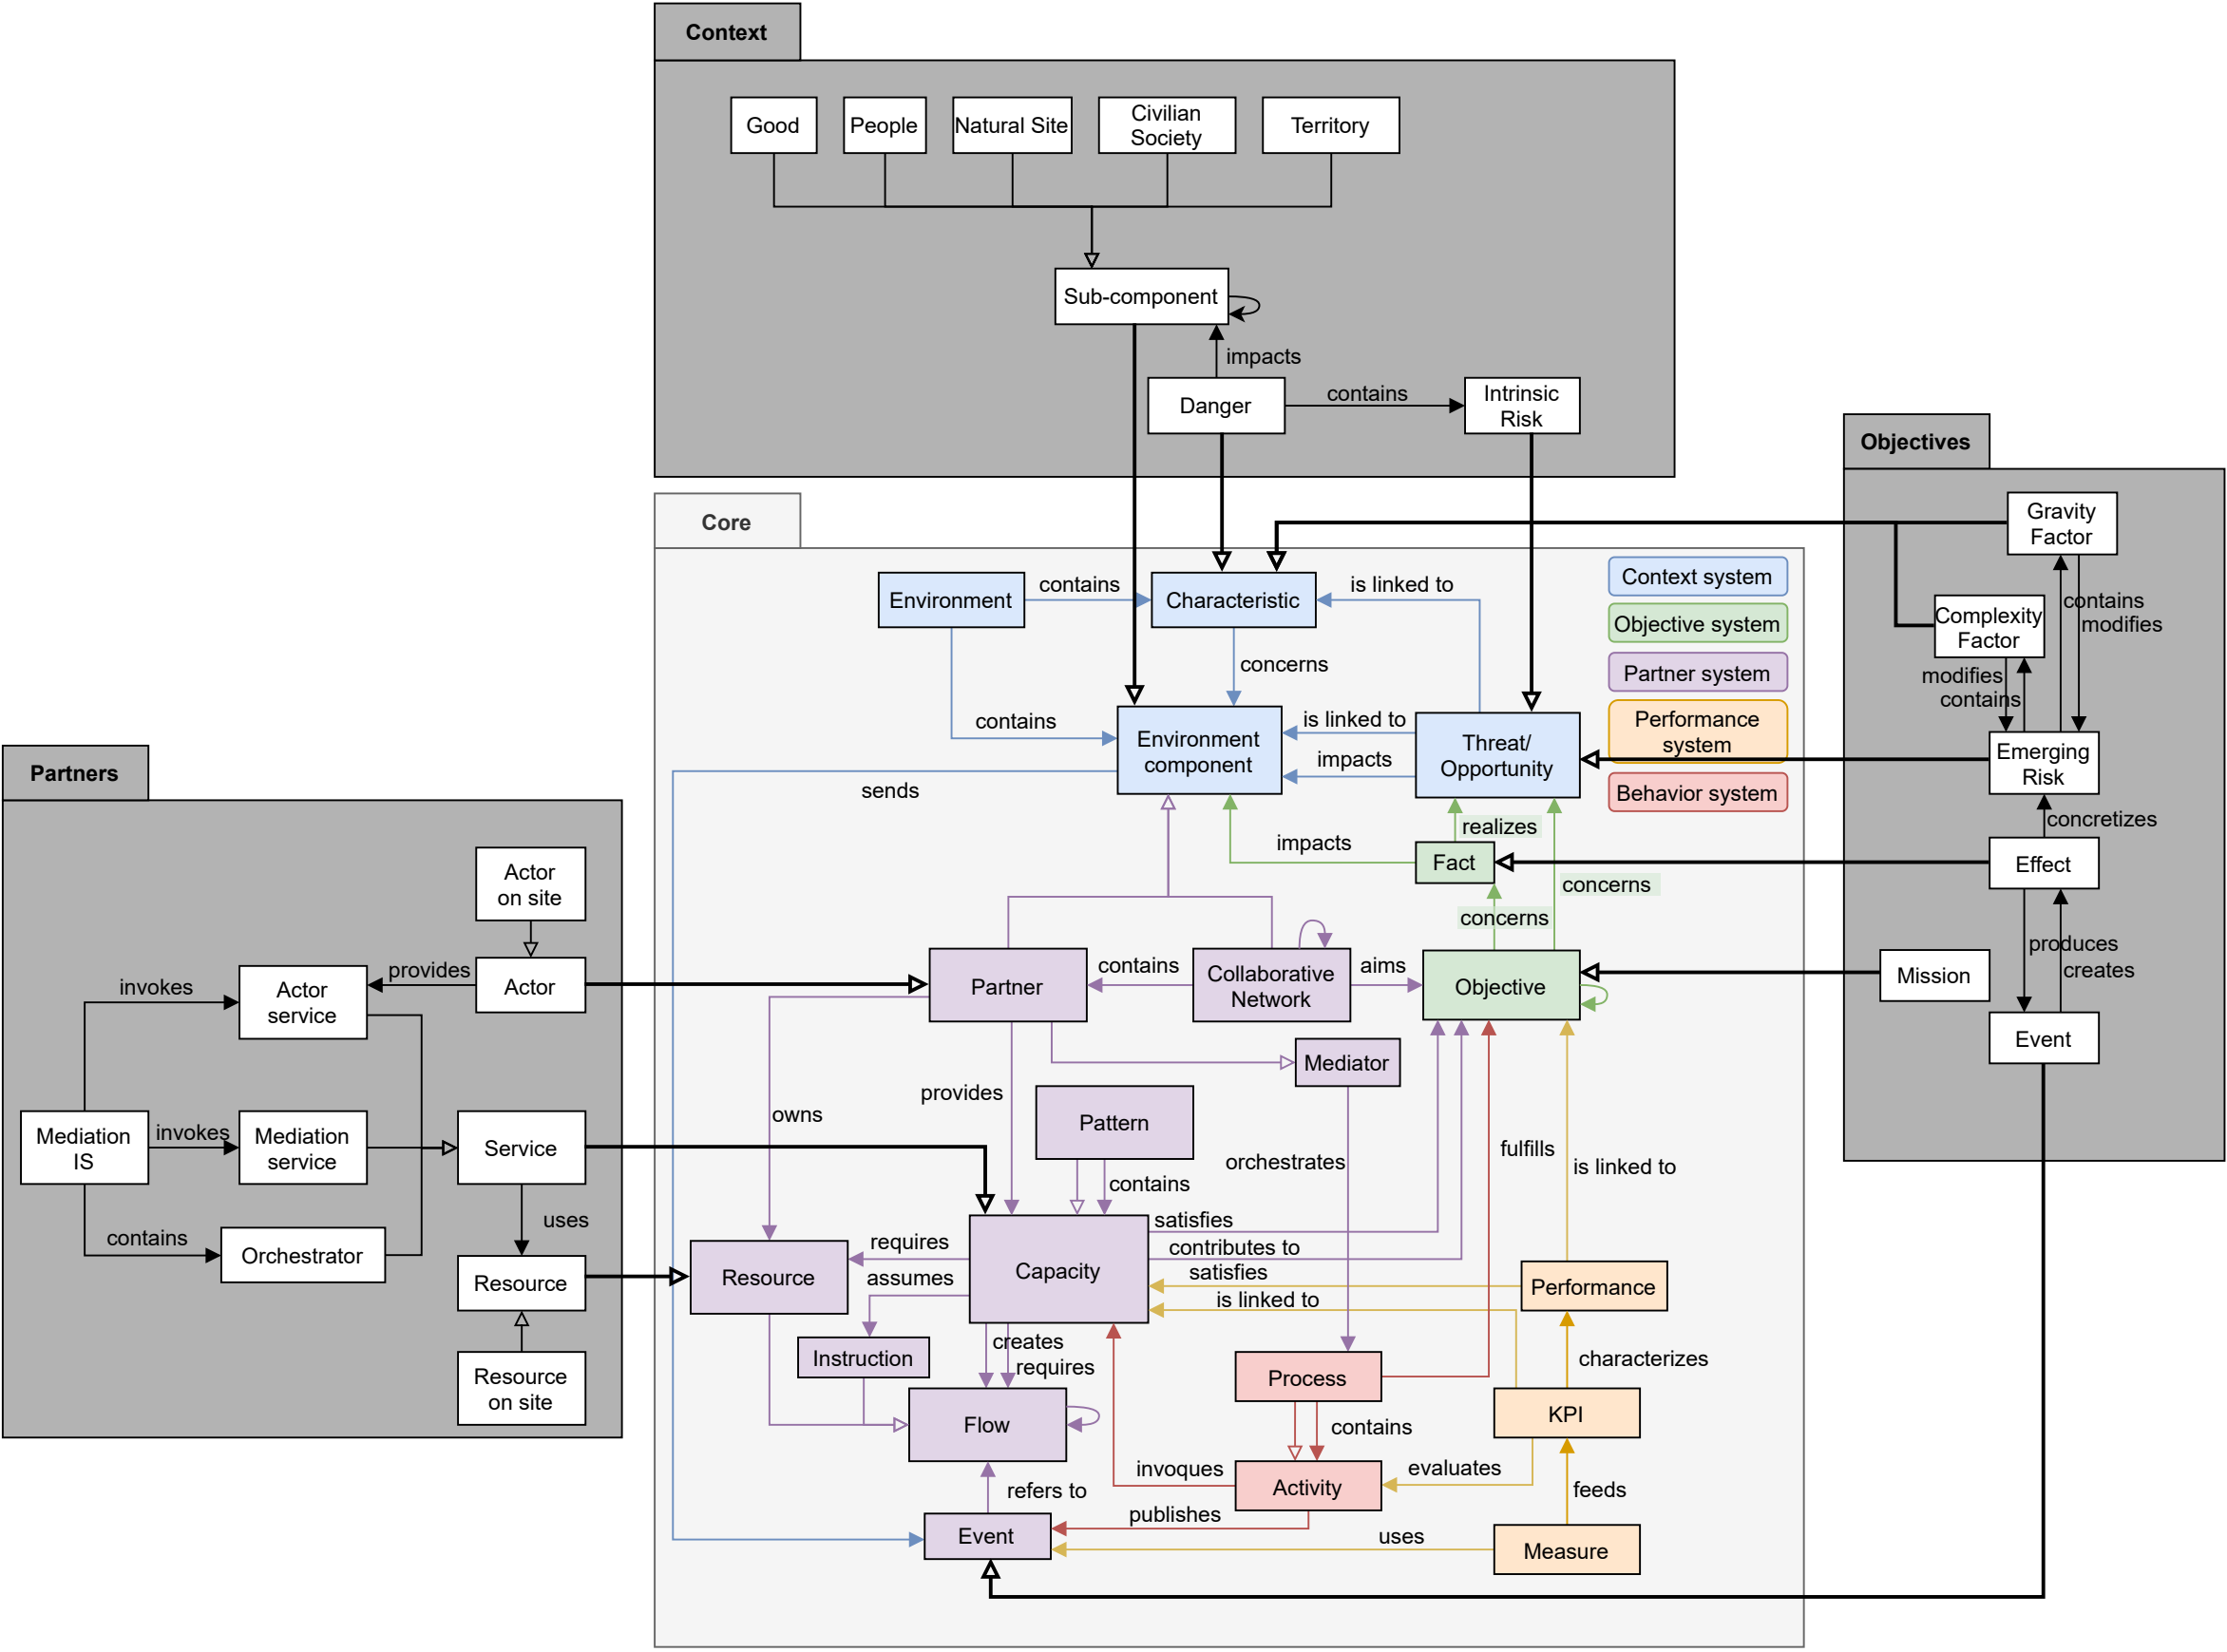 Context
Good
People
Natural Site
Civilian
Society
Territory
Sub-component
impacts
Danger
contains
Intrinsic
Risk
Objectives
Gravity
Factor
contains
modifies
Complexity
Factor
modifies
contains
Emerging
Risk
concretizes
Effect
produces
creates
Mission
Event
Core
Context system
Objective system
Partner system
Performance
system
Behavior system
Environment
contains
Characteristic
is linked to
concerns
contains
Environment
component
is linked to
impacts
Threat/
Opportunity
sends
realizes
impacts
Fact
concerns
concerns
Partner
contains
Collaborative
Network
aims
Objective
Mediator
provides
owns
Pattern
contains
orchestrates
fulfills
is linked to
satisfies
contributes to
satisfies
is linked to
requires
assumes
Resource
Capacity
Performance
Instruction
creates
requires
Process
characterizes
Flow
contains
KPI
invoques
Activity
evaluates
feeds
refers to
publishes
Event
uses
Measure
Partners
Actor
on site
invokes
Actor
service
provides
Actor
Mediation
IS
invokes
Mediation
service
Service
uses
contains
Orchestrator
Resource
Resource
on site